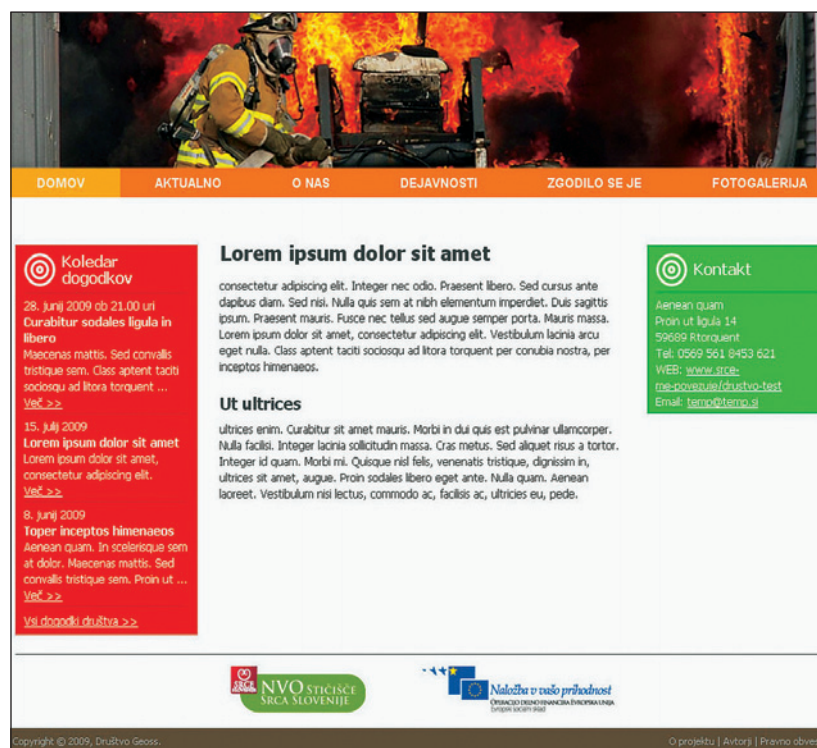 DOMOV AKTUALNO O NAS DEJAVNOSTI ZGODILO SE JE FOTOGALERIJA
Koledar
dogodkov
28. junij 2009 ob 21.00 uri
Curabitur sodales ligula in
libero
Maecenas mattis. Sed convallis
tristique sem. Class aptent taciti
sociosqu ad litora torquent ...
Več >>
15. julij 2009
Lorem ipsum dolor sit amet
Lorem ipsum dolor sit amet,
consectetur adipiscing elit.
Več >>
8. junij 2009
Toper inceptos himenaeos
Aenean quam. In scelerisque sem
at dolor. Maecenas mattis. Sed
convallis tristique sem. Proin ut ...
Več >>
Vsi dogodki društva >>
Lorem ipsum dolor sit amet
consectetur adipiscing elit. Integer nec odio. Praesent libero. Sed cursus ante
dapibus diam. Sed nisi. Nulla quis sem at nibh elementum imperdiet. Duis sagittis
ipsum. Praesent mauris. Fusce nec tellus sed augue semper porta. Mauris massa.
Lorem ipsum dolor sit amet, consectetur adipiscing elit. Vestibulum lacinia arcu
eget nulla. Class aptent taciti sociosqu ad litora torquent per conubia nostra, per
inceptos himenaeos.
Ut ultrices
ultrices enim. Curabitur sit amet mauris. Morbi in dui quis est pulvinar ullamcorper.
Nulla facilisi. Integer lacinia sollicitudin massa. Cras metus. Sed aliquet risus a tortor.
Integer id quam. Morbi mi. Quisque nisl felis, venenatis tristique, dignissim in,
ultrices sit amet, augue. Proin sodales libero eget ante. Nulla quam. Aenean
laoreet. Vestibulum nisi lectus, commodo ac, facilisis ac, ultricies eu, pede.
Kontakt
Aenean quam
Proin ut ligula 14
59689 Rtorquent
Tel: 0569 561 8453 621
WEB: www.srce-
me-povezuje/drustvo-test
Email: temp@temp.si
SRCE
NVO STIČIŠČE
SRCA SLOVENIJE
Naložba v vašo prihodnost
OPERACIJO DELNO FINANCIRA EVROPSKA UNIJA
Evropski socialni sklad
Copyright © 2009, Društvo Geoss.
O projektu | Avtorji | Pravno obves